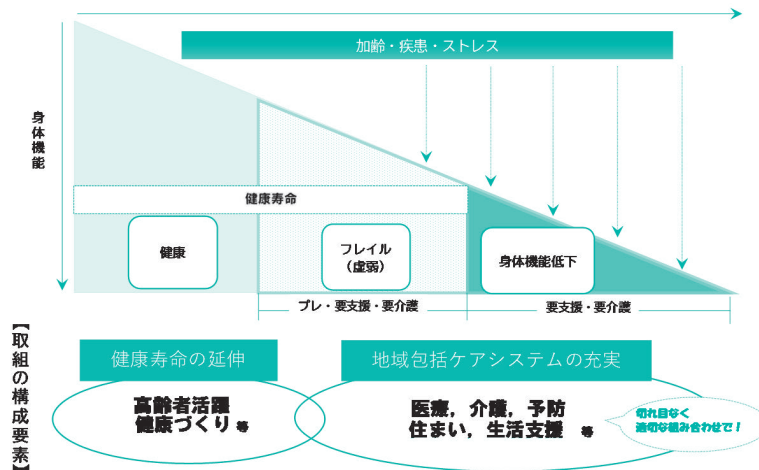 加齢・疾患・ストレス
身体機能
健康寿命
健康
フレイル
（虚弱）
身体機能低下
プレ・要支援・要介護
要支援・要介護
【取組の構成要素】
健康寿命の延伸
地域包括ケアシステムの充実
高齢者活躍
健康づくり 等
医療，介護，予防
住まい，生活支援 等
切れ目なく
適切な組み合わせで！